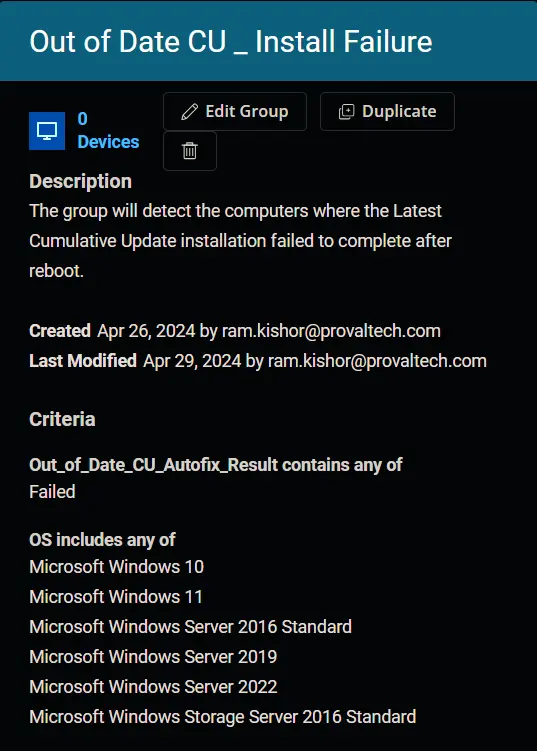 Out of Date CU _ Install Failure
0
Devices
Edit Group
Duplicate
Description
The group will detect the computers where the Latest
Cumulative Update installation failed to complete after
reboot.
Created Apr 26, 2024 by ram.kishor@provaltech.com
Last Modified Apr 29, 2024 by ram.kishor@provaltech.com
Criteria
Out_of_Date_CU_Autofix_Result contains any of
Failed
OS includes any of
Microsoft Windows 10
Microsoft Windows 11
Microsoft Windows Server 2016 Standard
Microsoft Windows Server 2019
Microsoft Windows Server 2022
Microsoft Windows Storage Server 2016 Standard